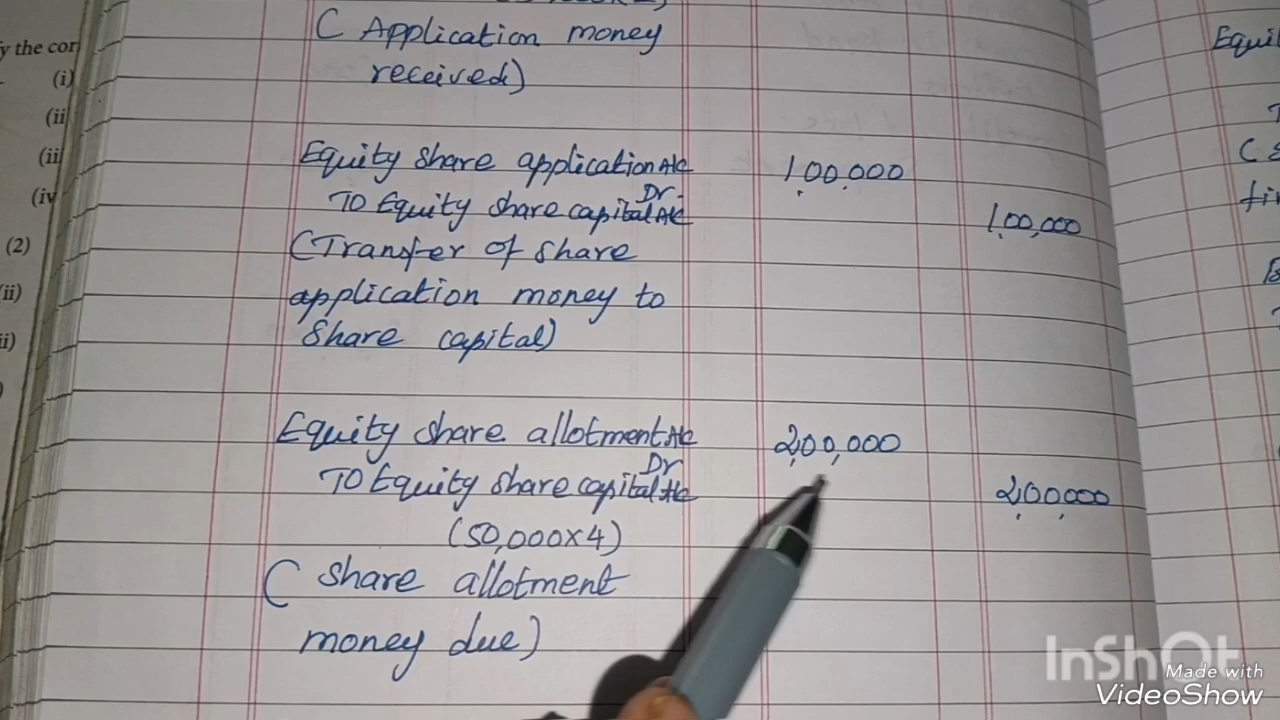 y the cor
(i)
(ii
(iii
(iv
(2)
ii)
ii)
( Application money
received)
Equity share application A/c Dr. 1,00,000
To Equity share capital A/c 1,00,000
(Transfer of share
application money to
share capital)
Equity share allotment A/c Dr 2,00,000
To Equity share capital A/c 2,00,000
(50,000x4)
( share allotment
money due)
Equi
InShOt
Made with
VideoShow